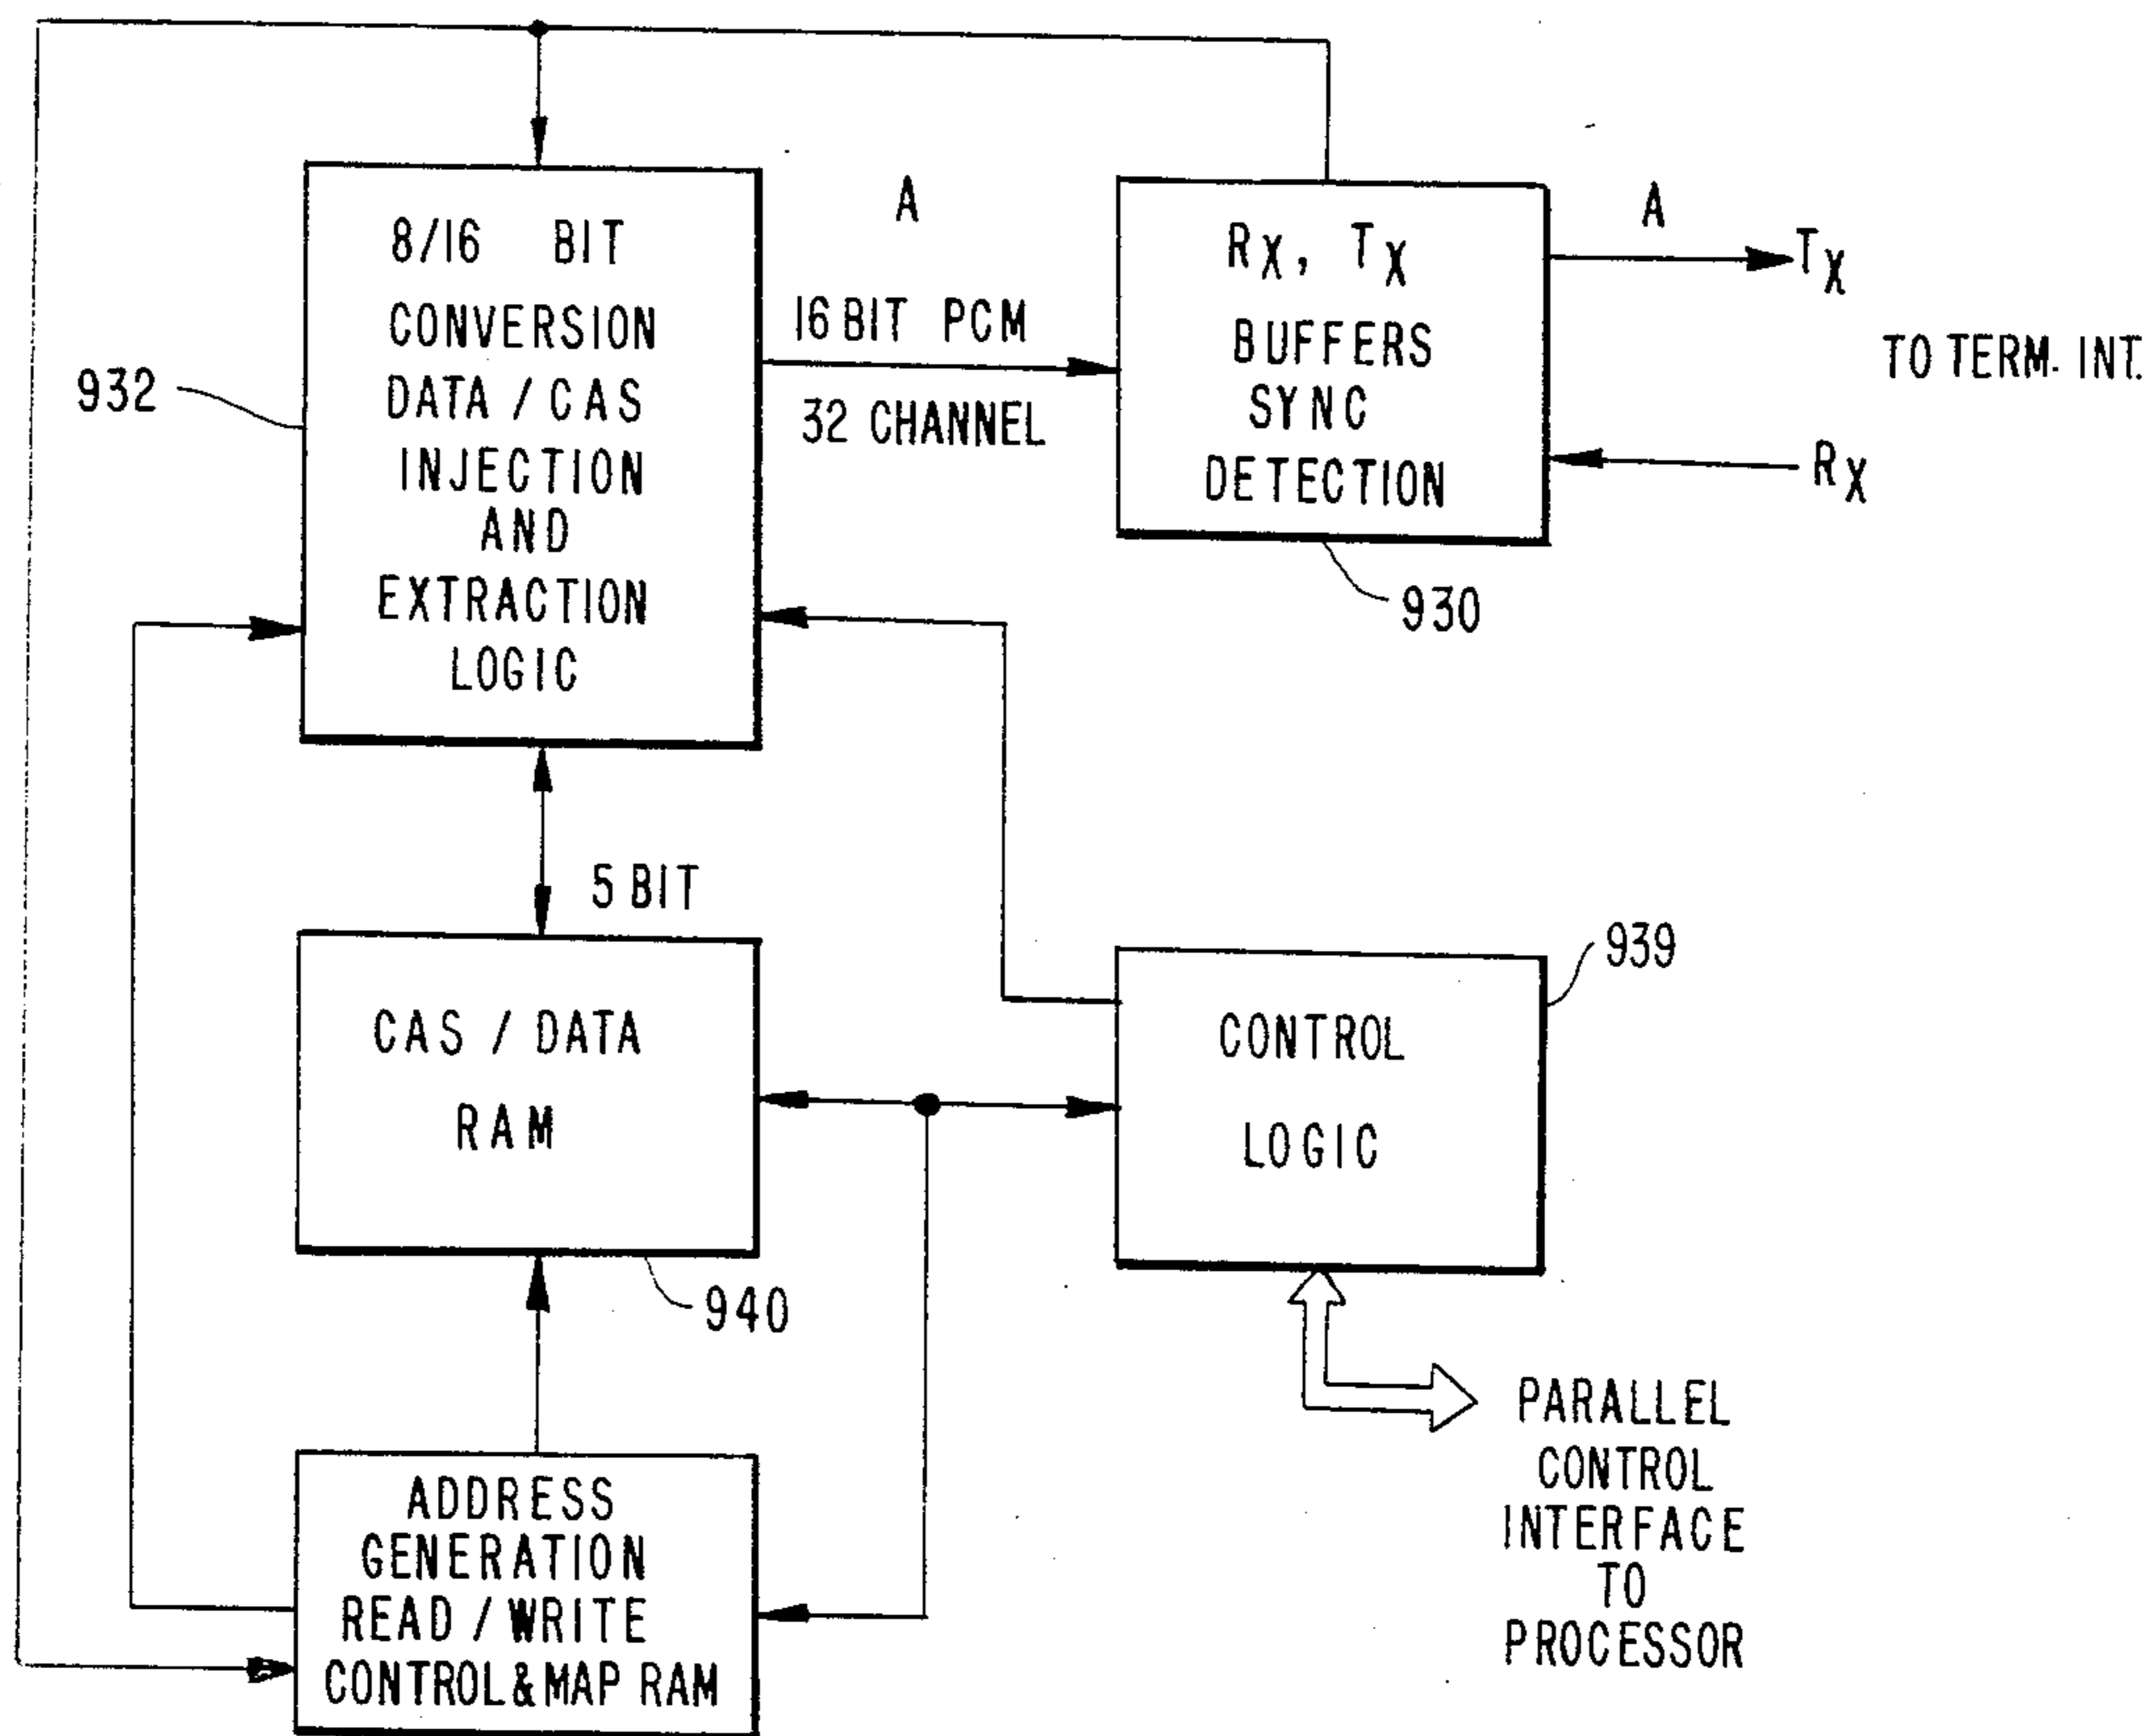 8/16 BIT
CONVERSION
DATA / CAS
INJECTION
AND
EXTRACTION
LOGIC
932
A
16 BIT PCM
32 CHANNEL
RX, TX
BUFFERS
SYNC
DETECTION
930
A
TX
TO TERM. INT.
RX
5 BIT
CAS / DATA
RAM
940
CONTROL
LOGIC
939
PARALLEL
CONTROL
INTERFACE
TO
PROCESSOR
ADDRESS
GENERATION
READ / WRITE
CONTROL & MAP RAM